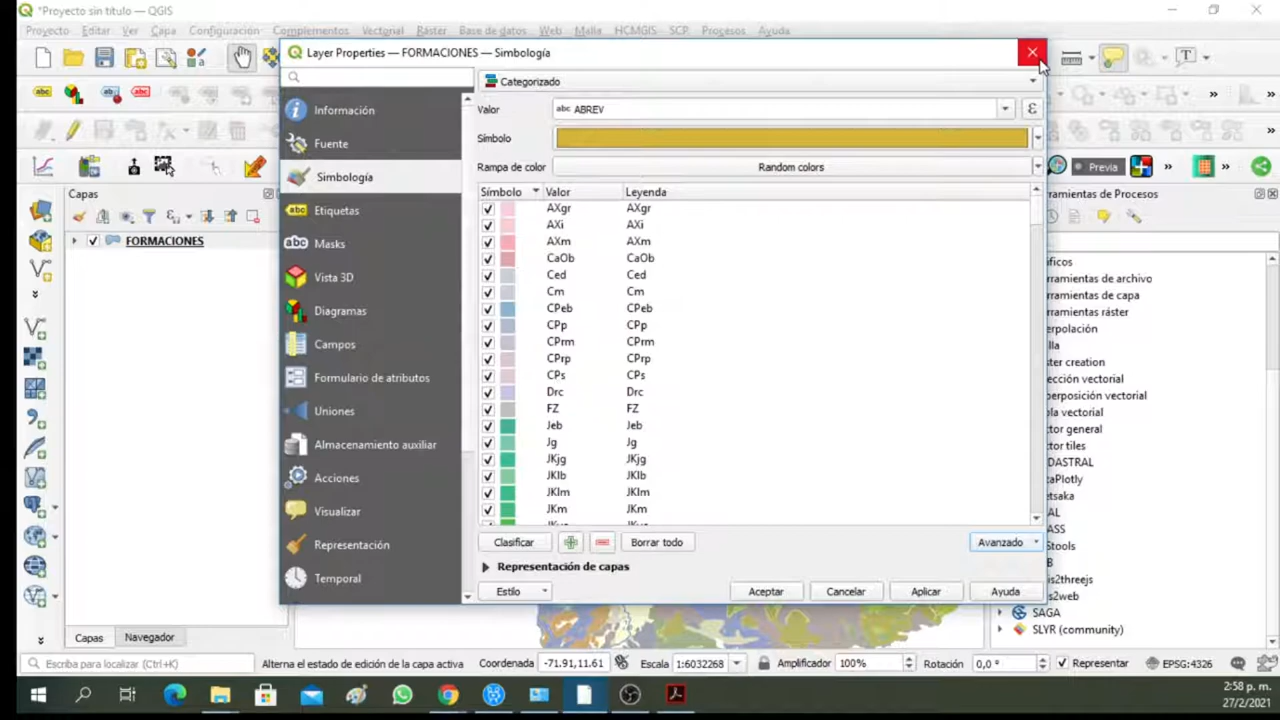 *Proyecto sin título — QGIS
Proyecto Editar Ver Capa Configuración Complementos Vectorial Ráster Base de datos Web Malla HCMGIS SCP Procesos Ayuda
Layer Properties — FORMACIONES — Simbología
Categorizado
Información
Valor
abc ABREV
ε
Fuente
Símbolo
Simbología
Rampa de color
Random colors
Previa
Capas
Símbolo Valor Leyenda
ramientas de Procesos
FORMACIONES
Etiquetas
Masks
Vista 3D
Diagramas
Campos
Formulario de atributos
Uniones
Almacenamiento auxiliar
Acciones
Visualizar
Representación
Temporal
AXgr AXgr
AXi AXi
AXm AXm
CaOb CaOb
Ced Ced
Cm Cm
CPeb CPeb
CPp CPp
CPrm CPrm
CPrp CPrp
CPs CPs
Drc Drc
FZ FZ
Jeb Jeb
Jg Jg
JKjg JKjg
JKlb JKlb
JKlm JKlm
JKm JKm
áficos
rramientas de archivo
rramientas de capa
rramientas ráster
erpolación
lla
ster creation
ección vectorial
erposición vectorial
la vectorial
ctor general
ctor tiles
DASTRAL
taPlotly
etsaka
AL
ASS
Stools
B
is2threejs
is2web
SAGA
SLYR (community)
Clasificar Borrar todo Avanzado
Representación de capas
Estilo Aceptar Cancelar Aplicar Ayuda
Capas Navegador
Escriba para localizar (Ctrl+K) Alterna el estado de edición de la capa activa Coordenada -71.91,11.61 Escala 1:6032268 Amplificador 100% Rotación 0,0 ° Representar EPSG:4326
2:58 p. m.
27/2/2021